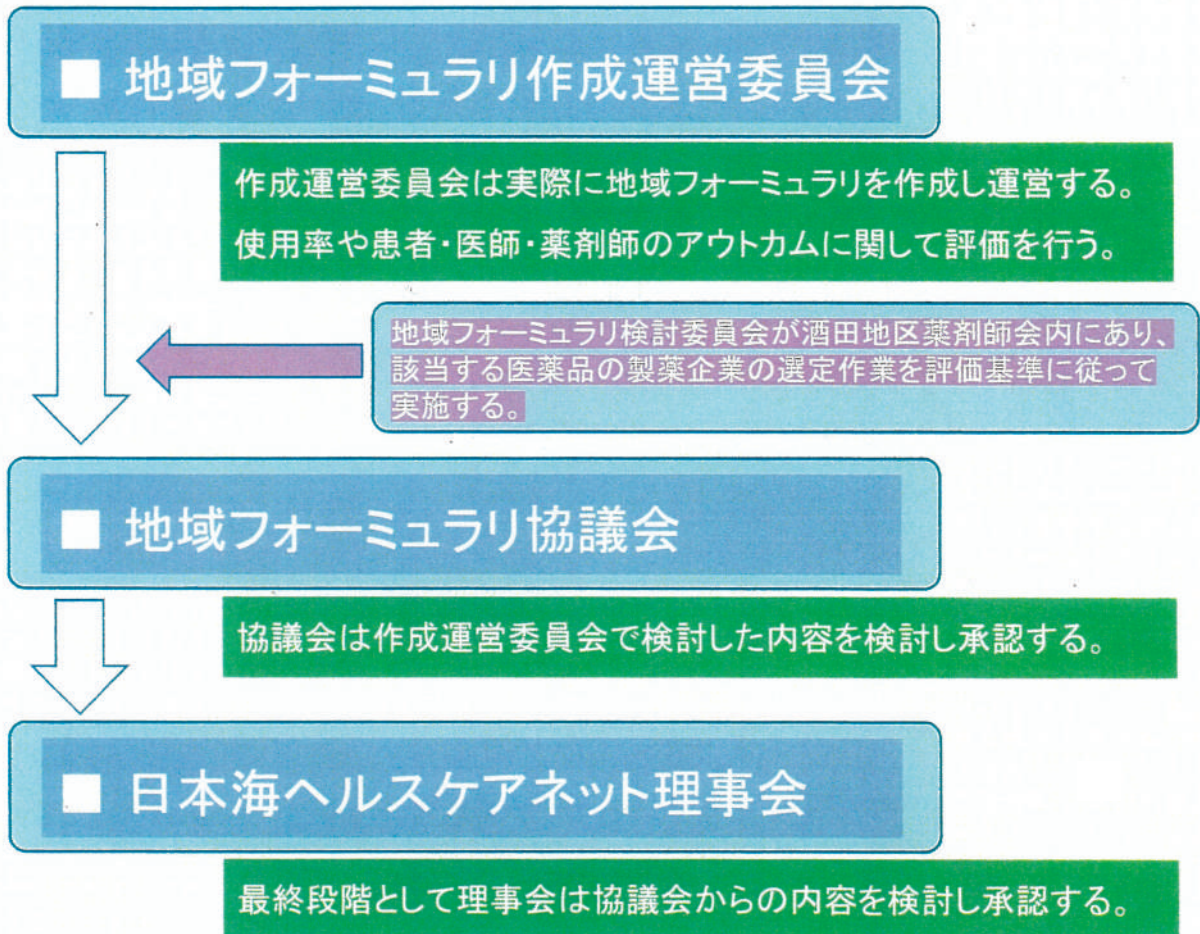 ■ 地域フォーミュラリ作成運営委員会
作成運営委員会は実際に地域フォーミュラリを作成し運営する。
使用率や患者・医師・薬剤師のアウトカムに関して評価を行う。
地域フォーミュラリ検討委員会が酒田地区薬剤師会内にあり、
該当する医薬品の製薬企業の選定作業を評価基準に従って
実施する。
■ 地域フォーミュラリ協議会
協議会は作成運営委員会で検討した内容を検討し承認する。
■ 日本海ヘルスケアネット理事会
最終段階として理事会は協議会からの内容を検討し承認する。